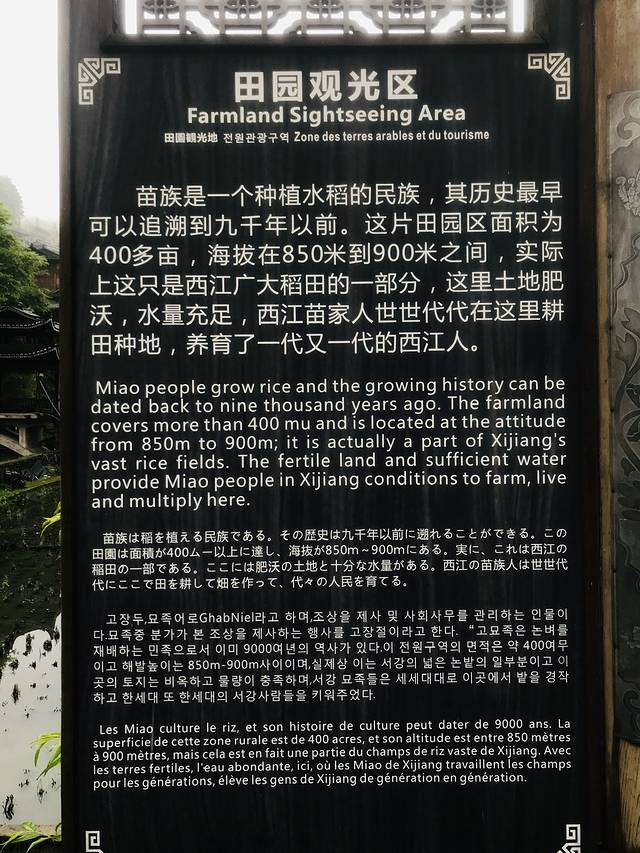 田园观光区
Farmland Sightseeing Area
田園観光地 전원관광구역 Zone des terres arables et du tourisme
苗族是一个种植水稻的民族，其历史最早
可以追溯到九千年以前。这片田园区面积为
400多亩，海拔在850米到900米之间，实际
上这只是西江广大稻田的一部分，这里土地肥
沃，水量充足，西江苗家人世世代代在这里耕
田种地，养育了一代又一代的西江人。
Miao people grow rice and the growing history can be
dated back to nine thousand years ago. The farmland
covers more than 400 mu and is located at the attitude
from 850m to 900m; it is actually a part of Xijiang's
vast rice fields. The fertile land and sufficient water
provide Miao people in Xijiang conditions to farm, live
and multiply here.
苗族は稲を植える民族である。その歴史は九千年以前に遡れることができる。この
田園は面積が400ムー以上に達し、海抜が850m～900mにある。実に、これは西江の
稲田の一部である。ここには肥沃の土地と十分な水量がある。西江の苗族人は世世代
代にここで田を耕して畑を作って、代々の人民を育てる。
고장두,묘족어로GhabNiel라고 하며,조상을 제사 및 사회사무를 관리하는 인물이
다.묘족중 분가가 본 조상을 제사하는 행사를 고장절이라고 한다. “고묘족은 논벼를
재배하는 민족으로서 이미 9000여년의 역사가 있다.이 전원구역의 면적은 약 400여무
이고 해발높이는 850m-900m사이이며,실제상 이는 서강의 넓은 논밭의 일부분이고 이
곳의 토지는 비옥하고 물량이 충족하며,서강 묘족들은 세세대대로 이곳에서 밭을 경작
하고 한세대 또 한세대의 서강사람들을 키워주었다.
Les Miao culture le riz, et son histoire de culture peut dater de 9000 ans. La
superficie de cette zone rurale est de 400 acres, et son altitude est entre 850 mètres
à 900 mètres, mais cela est en fait une partie du champs de riz vaste de Xijiang. Avec
les terres fertiles, l'eau abondante, ici, où les Miao de Xijiang travaillent les champs
pour les générations, élève les gens de Xijiang de génération en génération.